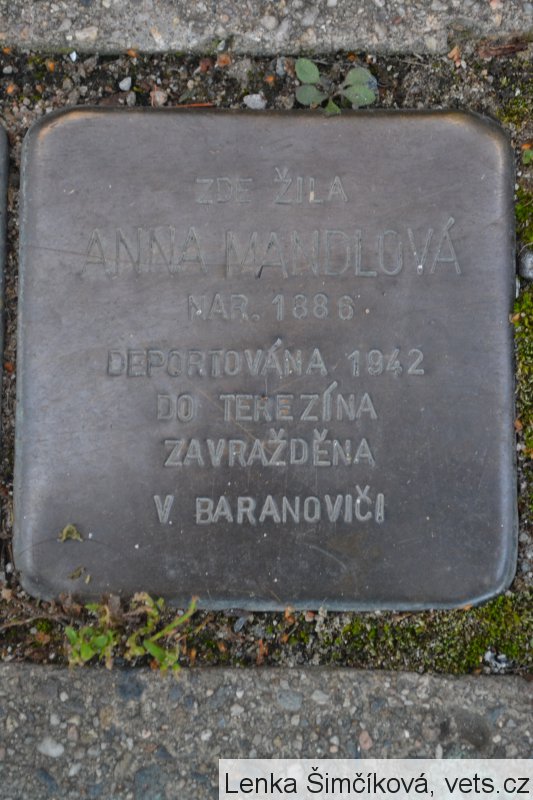 ZDE ŽILA
ANNA MANDLOVÁ
NAR. 1886
DEPORTOVÁNA 1942
DO TEREZÍNA
ZAVRAŽDĚNA
V BARANOVIČI
Lenka Šimčíková, vets.cz